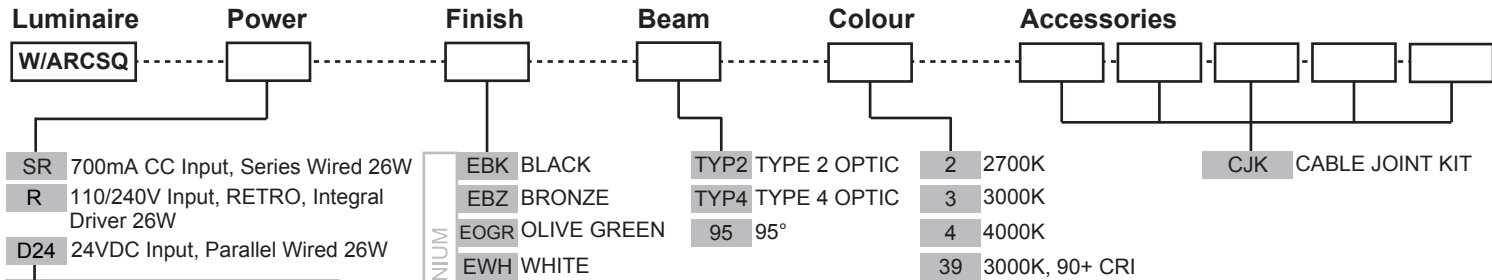 Luminaire Power Finish Beam Colour Accessories
W/ARCSQ
SR 700mA CC Input, Series Wired 26W
R 110/240V Input, RETRO, Integral
Driver 26W
D24 24VDC Input, Parallel Wired 26W
EBK BLACK
EBZ BRONZE
EOGR OLIVE GREEN
EWH WHITE
TYP2 TYPE 2 OPTIC
TYP4 TYPE 4 OPTIC
95 95°
2 2700K
3 3000K
4 4000K
39 3000K, 90+ CRI
CJK CABLE JOINT KIT